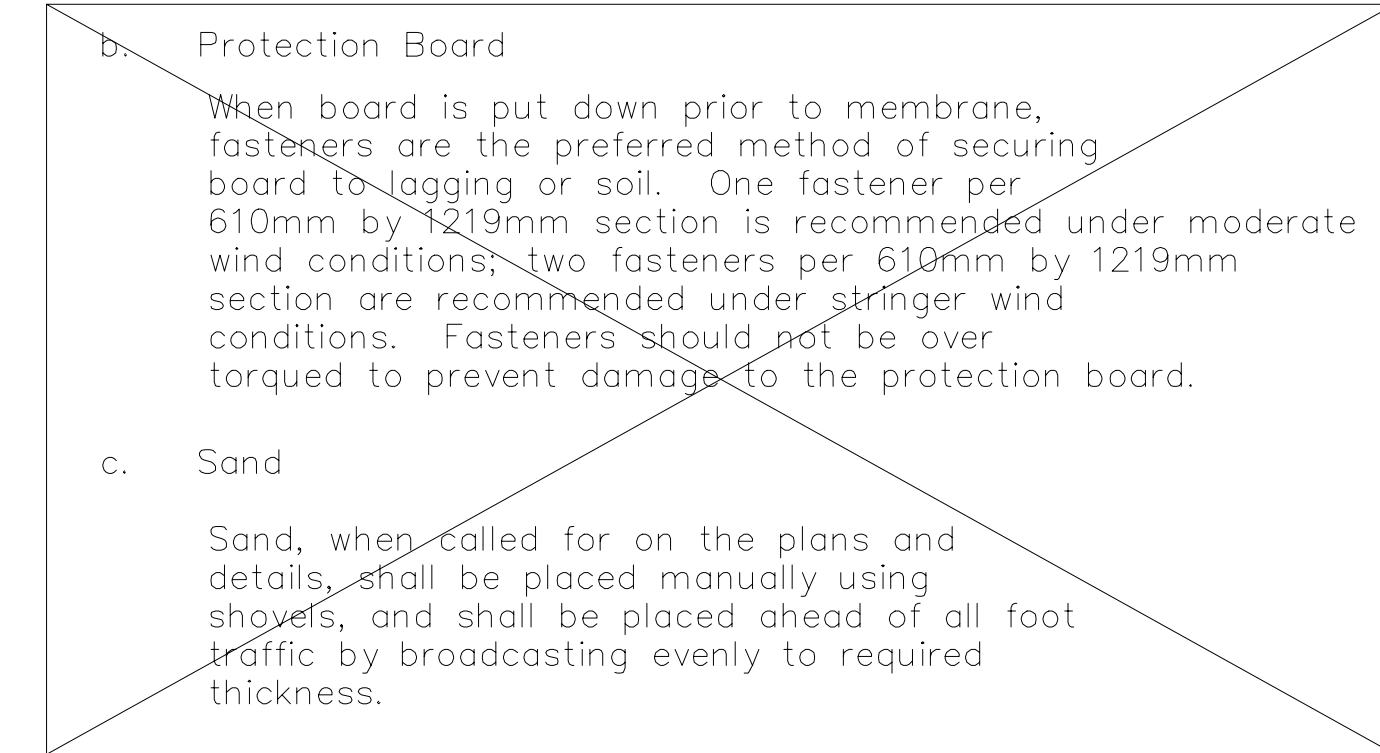 b. Protection Board
When board is put down prior to membrane,
fasteners are the preferred method of securing
board to lagging or soil. One fastener per
610mm by 1219mm section is recommended under moderate
wind conditions; two fasteners per 610mm by 1219mm
section are recommended under stringer wind
conditions. Fasteners should not be over
torqued to prevent damage to the protection board.
c. Sand
Sand, when called for on the plans and
details, shall be placed manually using
shovels, and shall be placed ahead of all foot
traffic by broadcasting evenly to required
thickness.